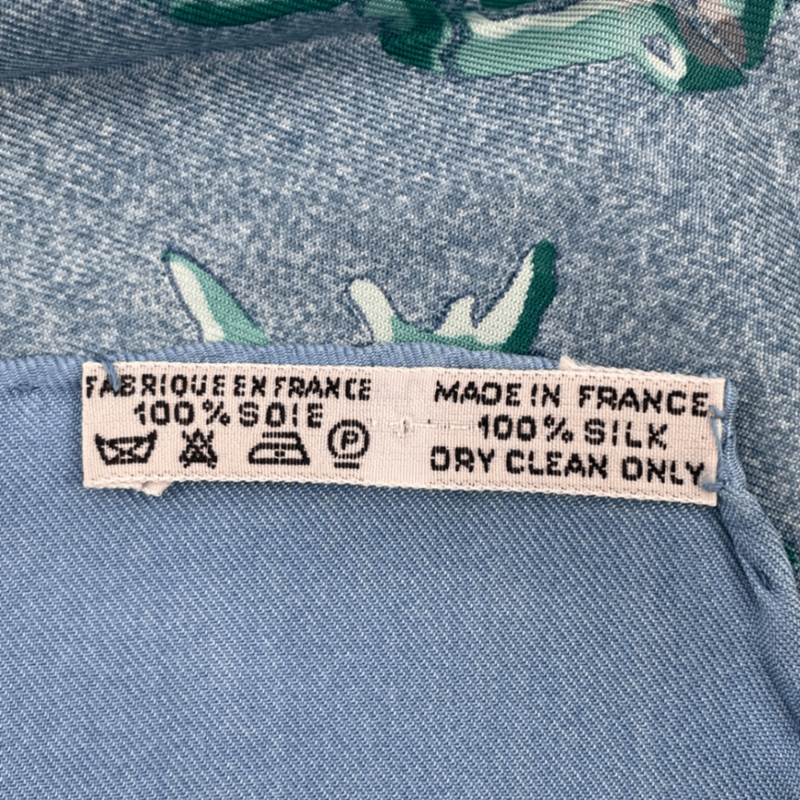 FABRIQUE EN FRANCE
100% SOIE
P
MADE IN FRANCE
100% SILK
DRY CLEAN ONLY